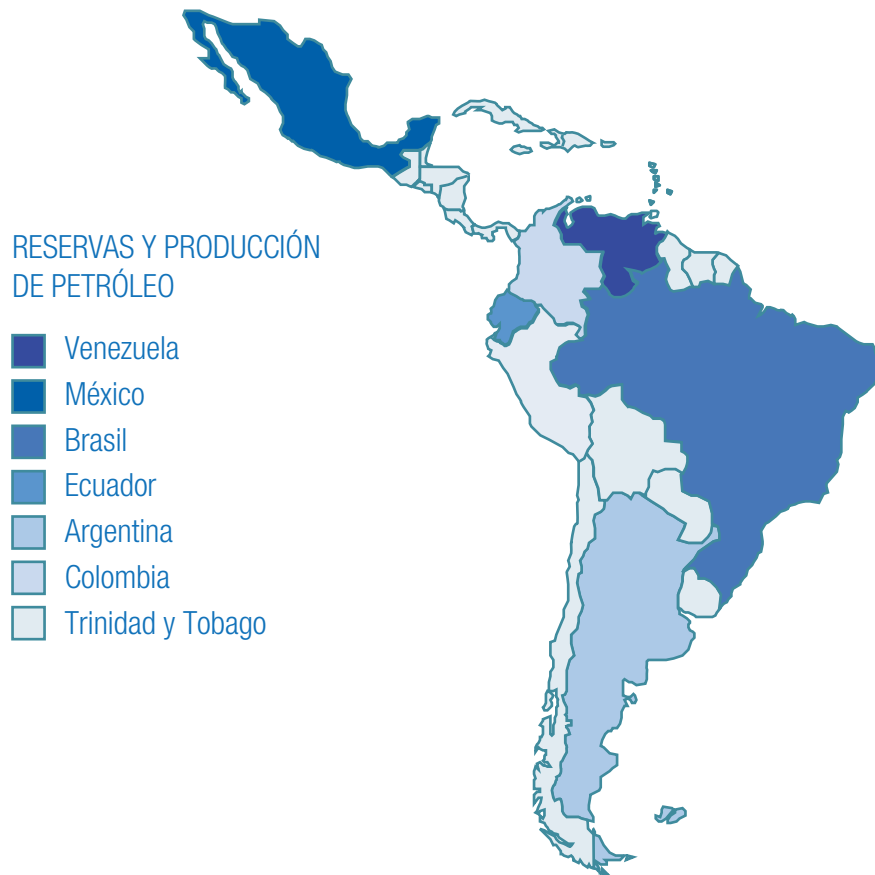 RESERVAS Y PRODUCCIÓN
DE PETRÓLEO
Venezuela
México
Brasil
Ecuador
Argentina
Colombia
Trinidad y Tobago